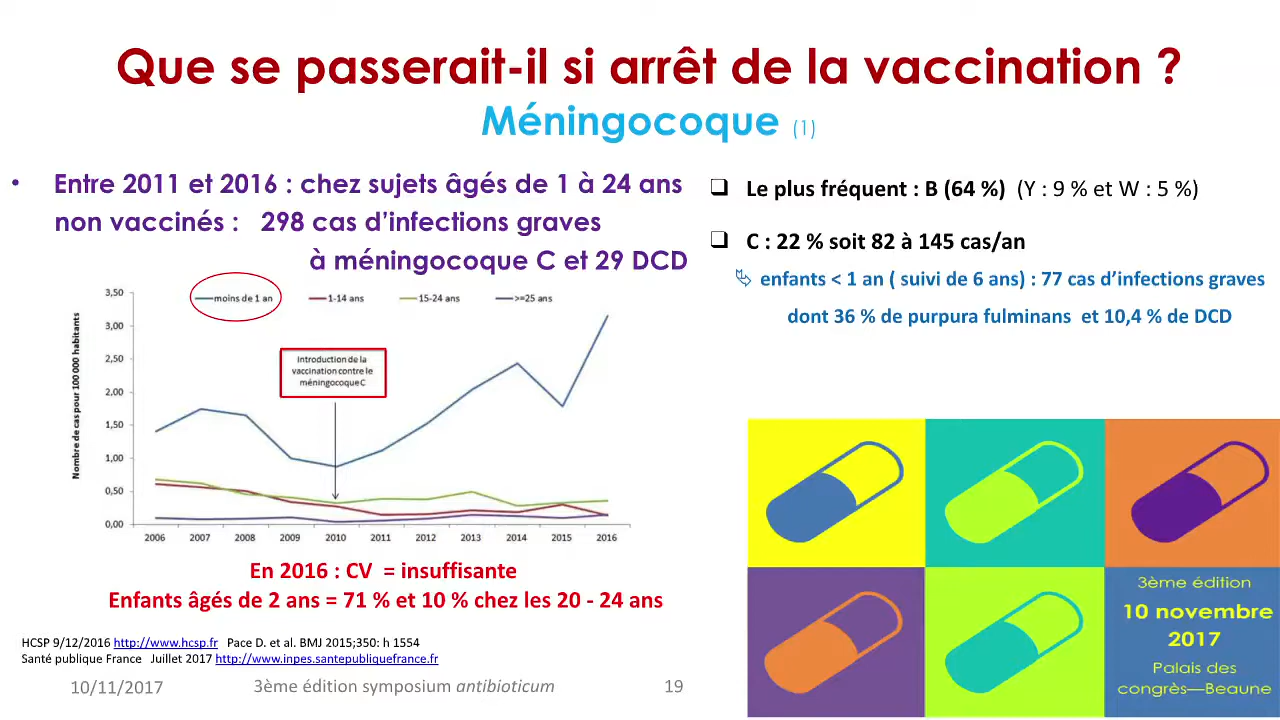 Que se passerait-il si arrêt de la vaccination ?
Méningocoque (1)
• Entre 2011 et 2016 : chez sujets âgés de 1 à 24 ans
non vaccinés : 298 cas d’infections graves
à méningocoque C et 29 DCD
Nombre de cas pour 100 000 habitants
3,50
3,00
2,50
2,00
1,50
1,00
0,50
0,00
moins de 1 an
1-14 ans
15-24 ans
>=25 ans
Introduction de la
vaccination contre le
méningocoque C
2006 2007 2008 2009 2010 2011 2012 2013 2014 2015 2016
En 2016 : CV = insuffisante
Enfants âgés de 2 ans = 71 % et 10 % chez les 20 - 24 ans
❑ Le plus fréquent : B (64 %) (Y : 9 % et W : 5 %)
❑ C : 22 % soit 82 à 145 cas/an
enfants < 1 an ( suivi de 6 ans) : 77 cas d’infections graves
dont 36 % de purpura fulminans et 10,4 % de DCD
3ème édition
10 novembre
2017
Palais des
congrès—Beaune
HCSP 9/12/2016 http://www.hcsp.fr Pace D. et al. BMJ 2015;350: h 1554
Santé publique France Juillet 2017 http://www.inpes.santepubliquefrance.fr
10/11/2017 3ème édition symposium antibioticum 19